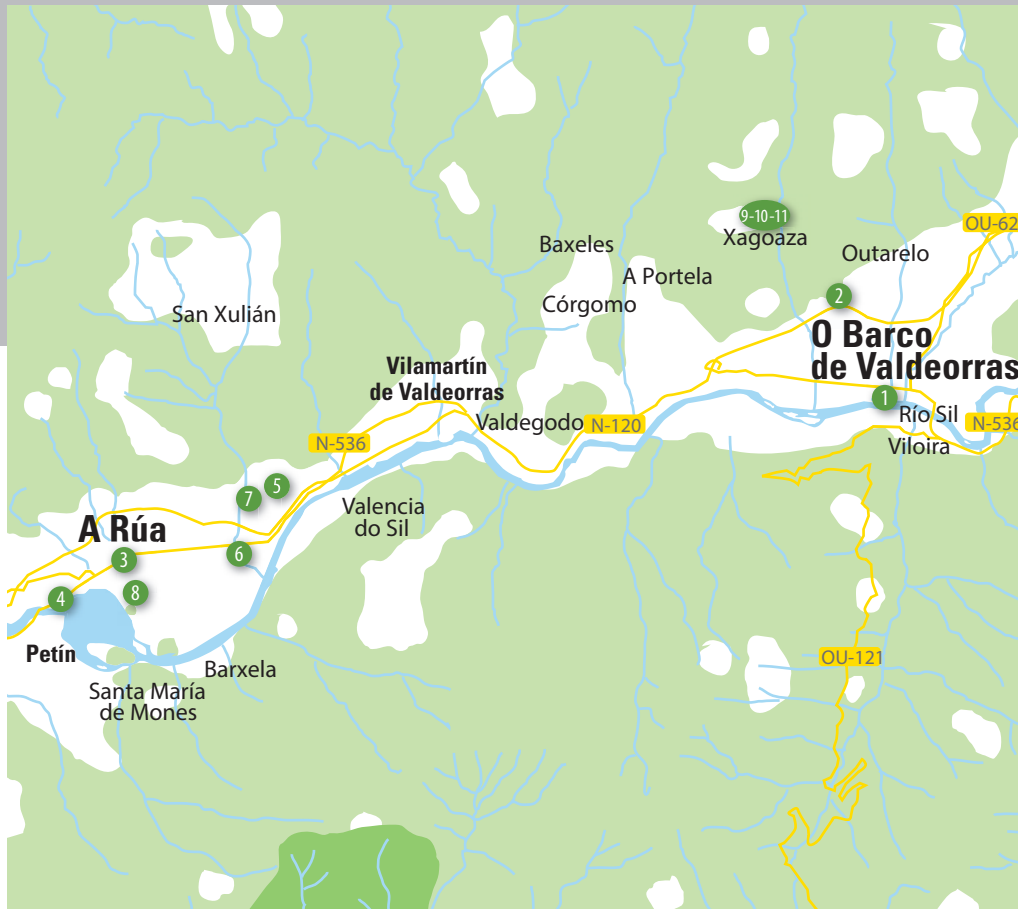 9-10-11
Xagoaza
OU-62
Baxeles
Outarelo
A Portela
2
Córgomo
San Xulián
O Barco
de Valdeorras
Vilamartín
de Valdeorras
1
Río Sil
Valdegodo
N-120
N-536
N-536
Viloira
5
7
Valencia
do Sil
A Rúa
6
3
8
4
Petín
Barxela
OU-121
Santa María
de Mones